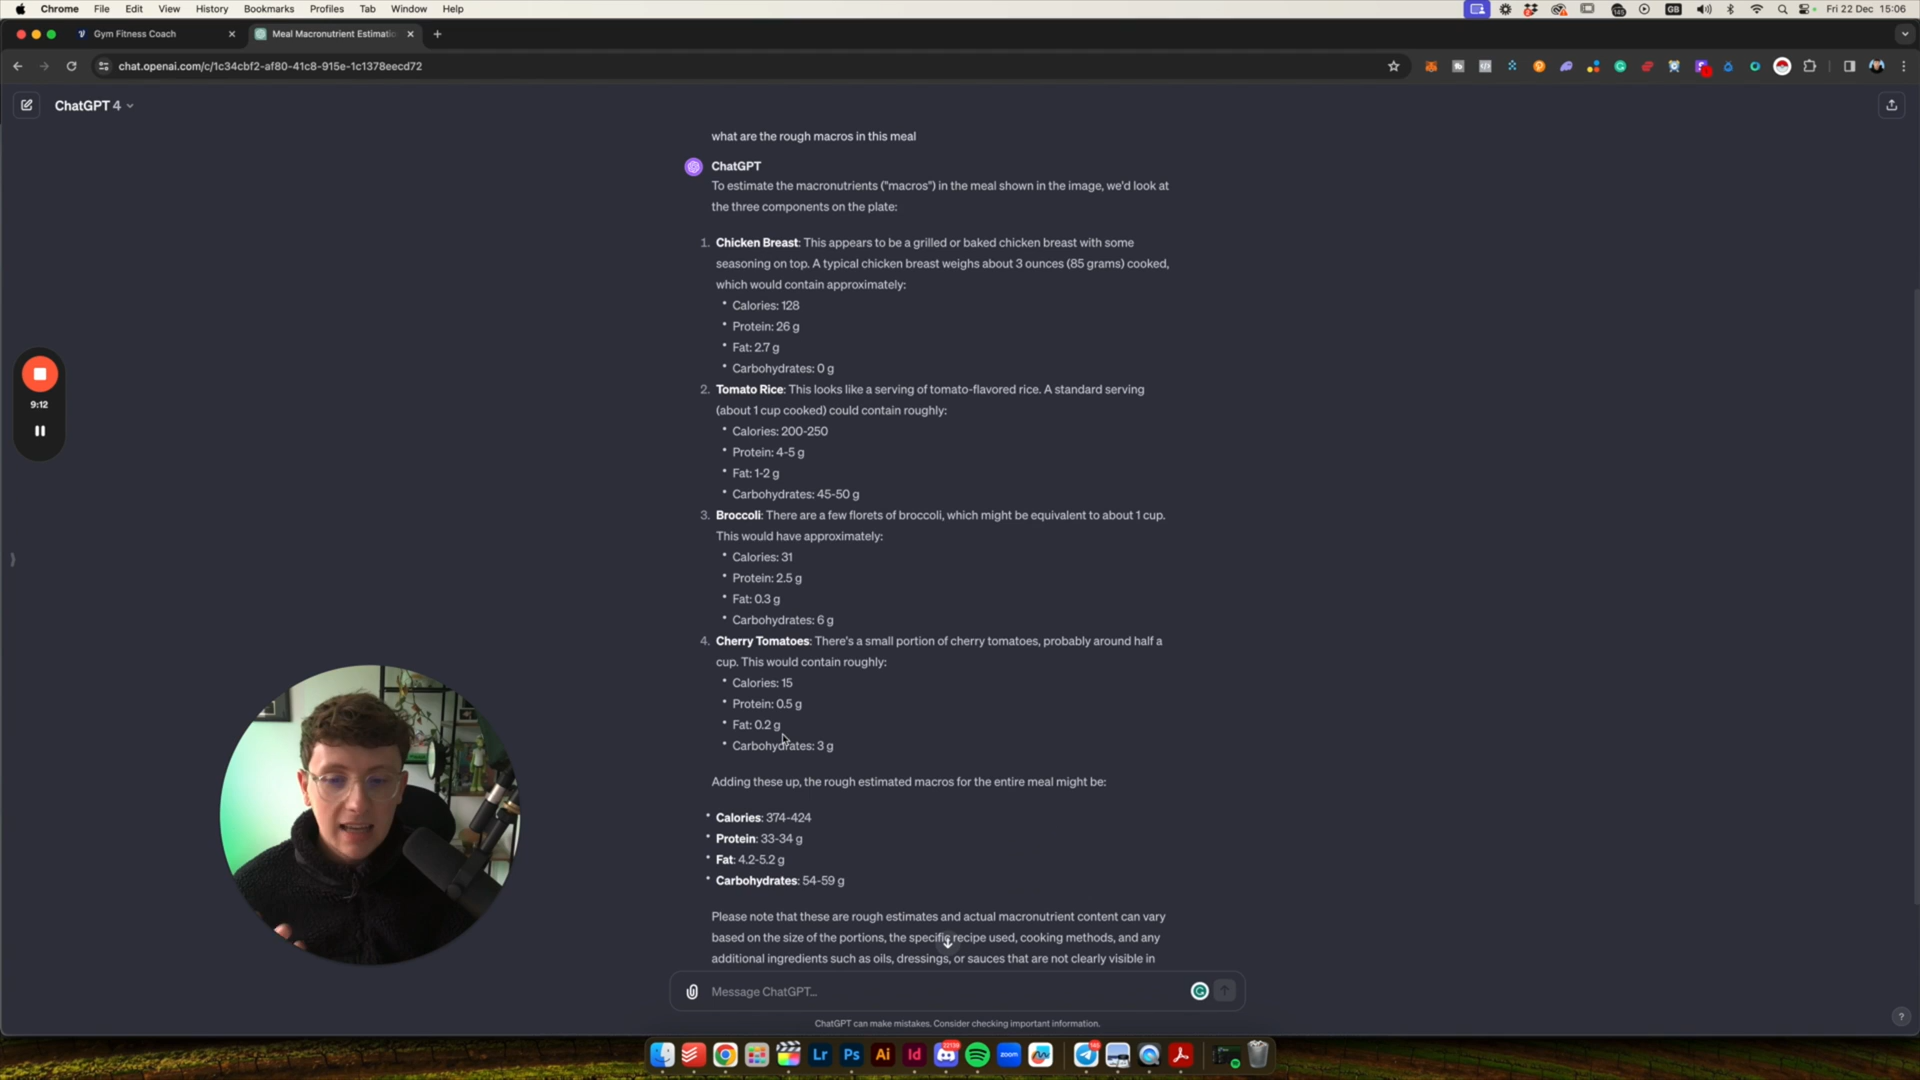 Chrome File Edit View History Bookmarks Profiles Tab Window Help
Fri 22 Dec 15:06
Gym Fitness Coach
Meal Macronutrient Estimatio
chat.openai.com/c/1c34cbf2-af80-41c8-915e-1c1378eecd72
ChatGPT 4
what are the rough macros in this meal
ChatGPT
To estimate the macronutrients ("macros") in the meal shown in the image, we'd look at
the three components on the plate:
1. Chicken Breast: This appears to be a grilled or baked chicken breast with some
seasoning on top. A typical chicken breast weighs about 3 ounces (85 grams) cooked,
which would contain approximately:
• Calories: 128
• Protein: 26 g
• Fat: 2.7 g
• Carbohydrates: 0 g
2. Tomato Rice: This looks like a serving of tomato-flavored rice. A standard serving
(about 1 cup cooked) could contain roughly:
• Calories: 200-250
• Protein: 4-5 g
• Fat: 1-2 g
• Carbohydrates: 45-50 g
3. Broccoli: There are a few florets of broccoli, which might be equivalent to about 1 cup.
This would have approximately:
• Calories: 31
• Protein: 2.5 g
• Fat: 0.3 g
• Carbohydrates: 6 g
4. Cherry Tomatoes: There's a small portion of cherry tomatoes, probably around half a
cup. This would contain roughly:
• Calories: 15
• Protein: 0.5 g
• Fat: 0.2 g
• Carbohydrates: 3 g
Adding these up, the rough estimated macros for the entire meal might be:
• Calories: 374-424
• Protein: 33-34 g
• Fat: 4.2-5.2 g
• Carbohydrates: 54-59 g
Please note that these are rough estimates and actual macronutrient content can vary
based on the size of the portions, the specific recipe used, cooking methods, and any
additional ingredients such as oils, dressings, or sauces that are not clearly visible in
9:12
Message ChatGPT...
ChatGPT can make mistakes. Consider checking important information.
?
Lr Ps Ai Id zoom